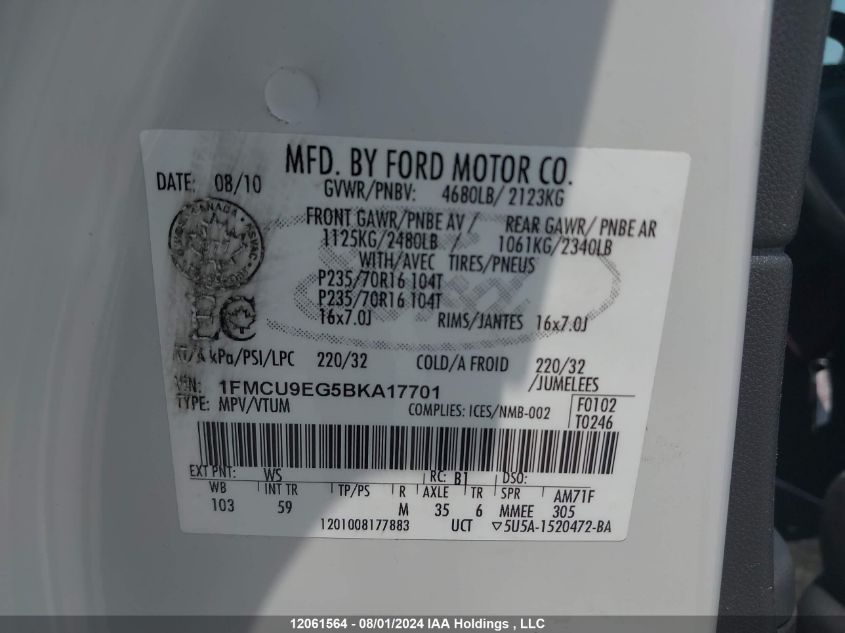 MFD. BY FORD MOTOR CO.
DATE: 08/10
GVWR/PNBV: 4680LB/ 2123KG
FRONT GAWR/PNBE AV / REAR GAWR/ PNBE AR
1125KG/2480LB / 1061KG/2340LB
WITH/AVEC TIRES/PNEUS
P235/70R16 104T
P235/70R16 104T
16x7.0J RIMS/JANTES 16x7.0J
kPa/PSI/LPC 220/32 COLD/A FROID 220/32
/JUMELEES
VIN: 1FMCU9EG5BKA17701
TYPE: MPV/VTUM COMPLIES: ICES/NMB-002
F0102
T0246
EXT PNT: WS RC: B1 DSO:
WB INT TR TP/PS R AXLE TR SPR AM71F
103 59 M 35 6 MMEE 305
1201008177883 UCT ▽5U5A-1520472-BA
12061564 - 08/01/2024 IAA Holdings , LLC